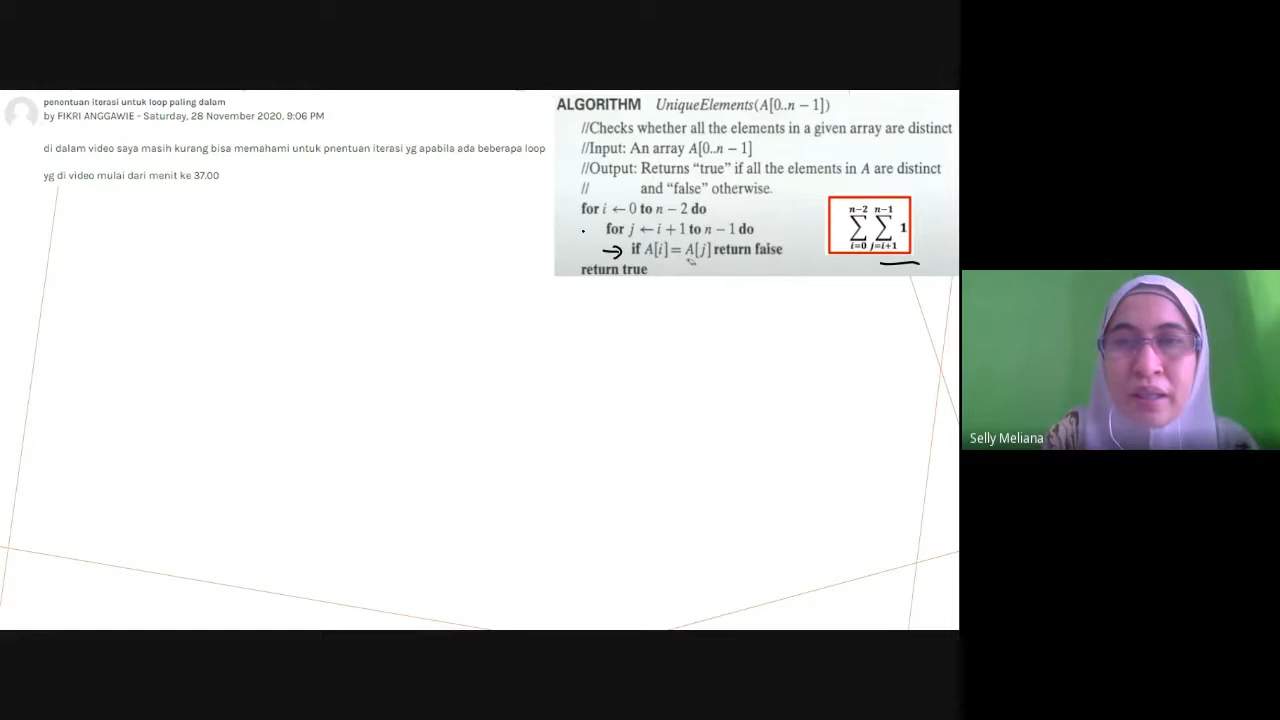 penentuan iterasi untuk loop paling dalam
by FIKRI ANGGAWIE - Saturday, 28 November 2020, 9:06 PM
di dalam video saya masih kurang bisa memahami untuk pnentuan iterasi yg apabila ada beberapa loop
yg di video mulai dari menit ke 37.00
ALGORITHM UniqueElements(A[0..n − 1])
//Checks whether all the elements in a given array are distinct
//Input: An array A[0..n − 1]
//Output: Returns “true” if all the elements in A are distinct
// and “false” otherwise.
for i ← 0 to n − 2 do
for j ← i + 1 to n − 1 do
if A[i] = A[j] return false
return true
n−2 n−1
∑ ∑ 1
i=0 j=i+1
Selly Meliana